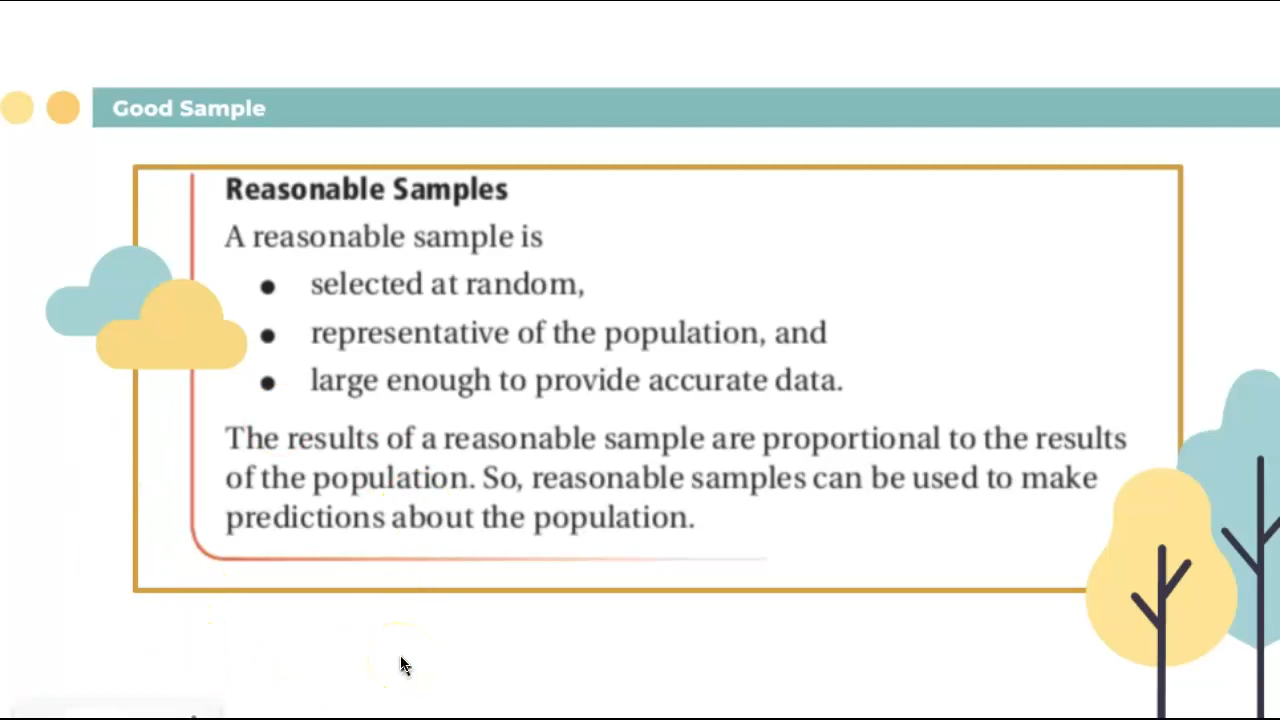 Good Sample
Reasonable Samples
A reasonable sample is
● selected at random,
● representative of the population, and
● large enough to provide accurate data.
The results of a reasonable sample are proportional to the results
of the population. So, reasonable samples can be used to make
predictions about the population.